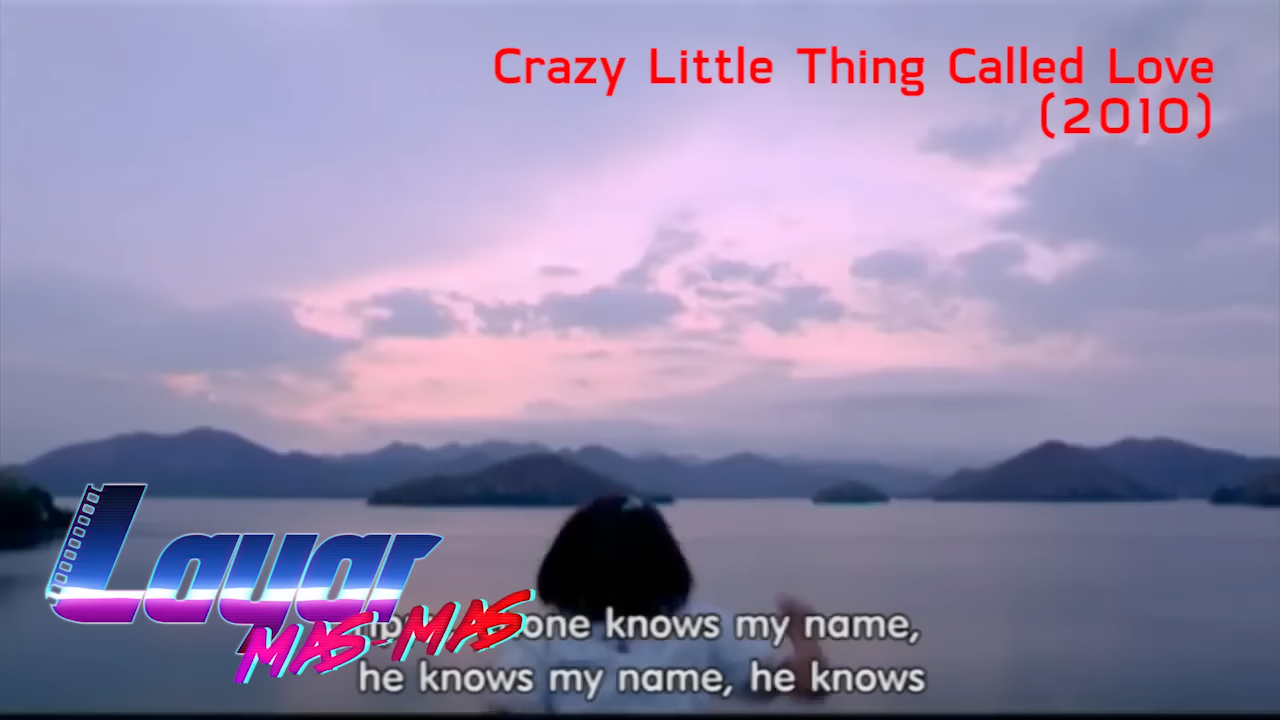 Crazy Little Thing Called Love
(2010)
Layar
MAS-MAS
one knows my name,
he knows my name, he knows